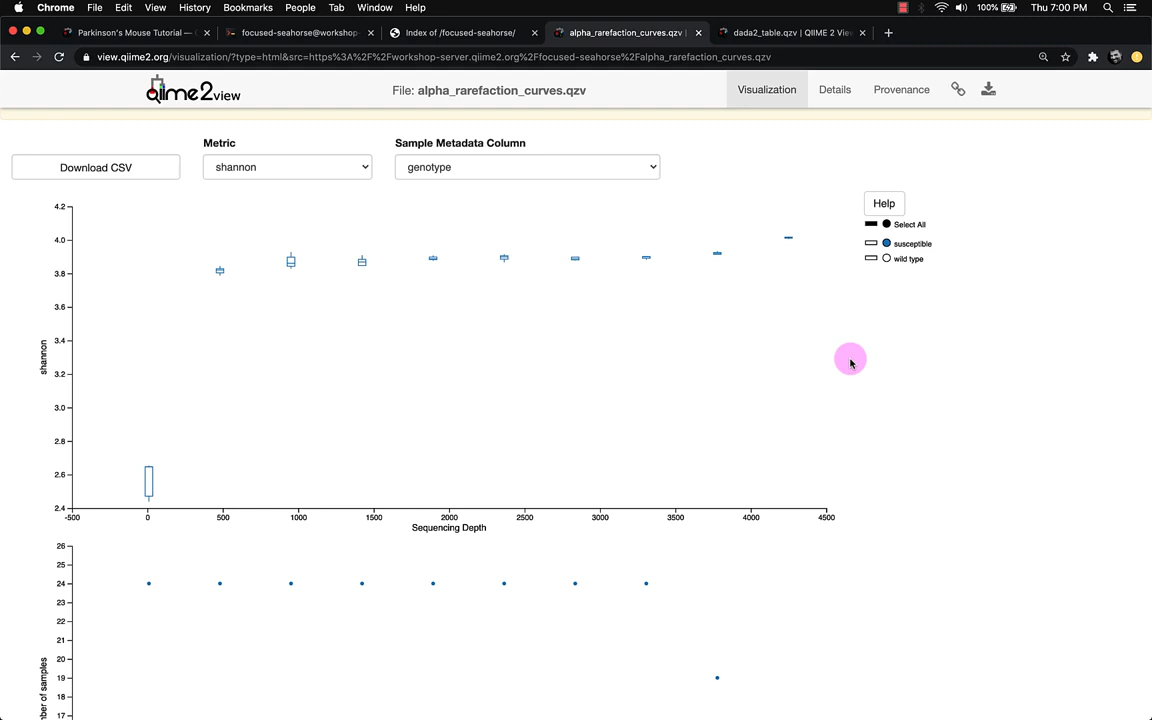 Chrome File Edit View History Bookmarks People Tab Window Help 100% Thu 7:00 PM
Parkinson's Mouse Tutorial — focused-seahorse@workshop- Index of /focused-seahorse/ alpha_rarefaction_curves.qzv | dada2_table.qzv | QIIME 2 View
view.qiime2.org/visualization/?type=html&src=https%3A%2F%2Fworkshop-server.qiime2.org%2Ffocused-seahorse%2Falpha_rarefaction_curves.qzv
qiime2view File: alpha_rarefaction_curves.qzv Visualization Details Provenance
Metric Sample Metadata Column
Download CSV shannon genotype
Help
Select All
susceptible
wild type
4.2
4.0
3.8
3.6
3.4
3.2
3.0
2.8
2.6
2.4
shannon
-500 0 500 1000 1500 2000 2500 3000 3500 4000 4500
Sequencing Depth
26
25
24
23
22
21
20
19
18
17
ber of samples